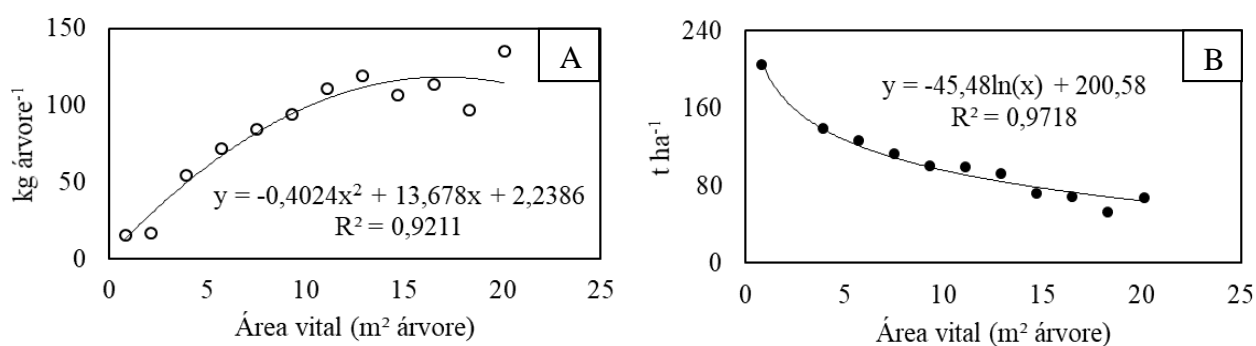 150
100
50
0
kg árvore⁻¹
A
y = -0,4024x² + 13,678x + 2,2386
R² = 0,9211
0 5 10 15 20 25
Área vital (m² árvore)
240
160
80
0
t ha⁻¹
B
y = -45,48ln(x) + 200,58
R² = 0,9718
0 5 10 15 20 25
Área vital (m² árvore)